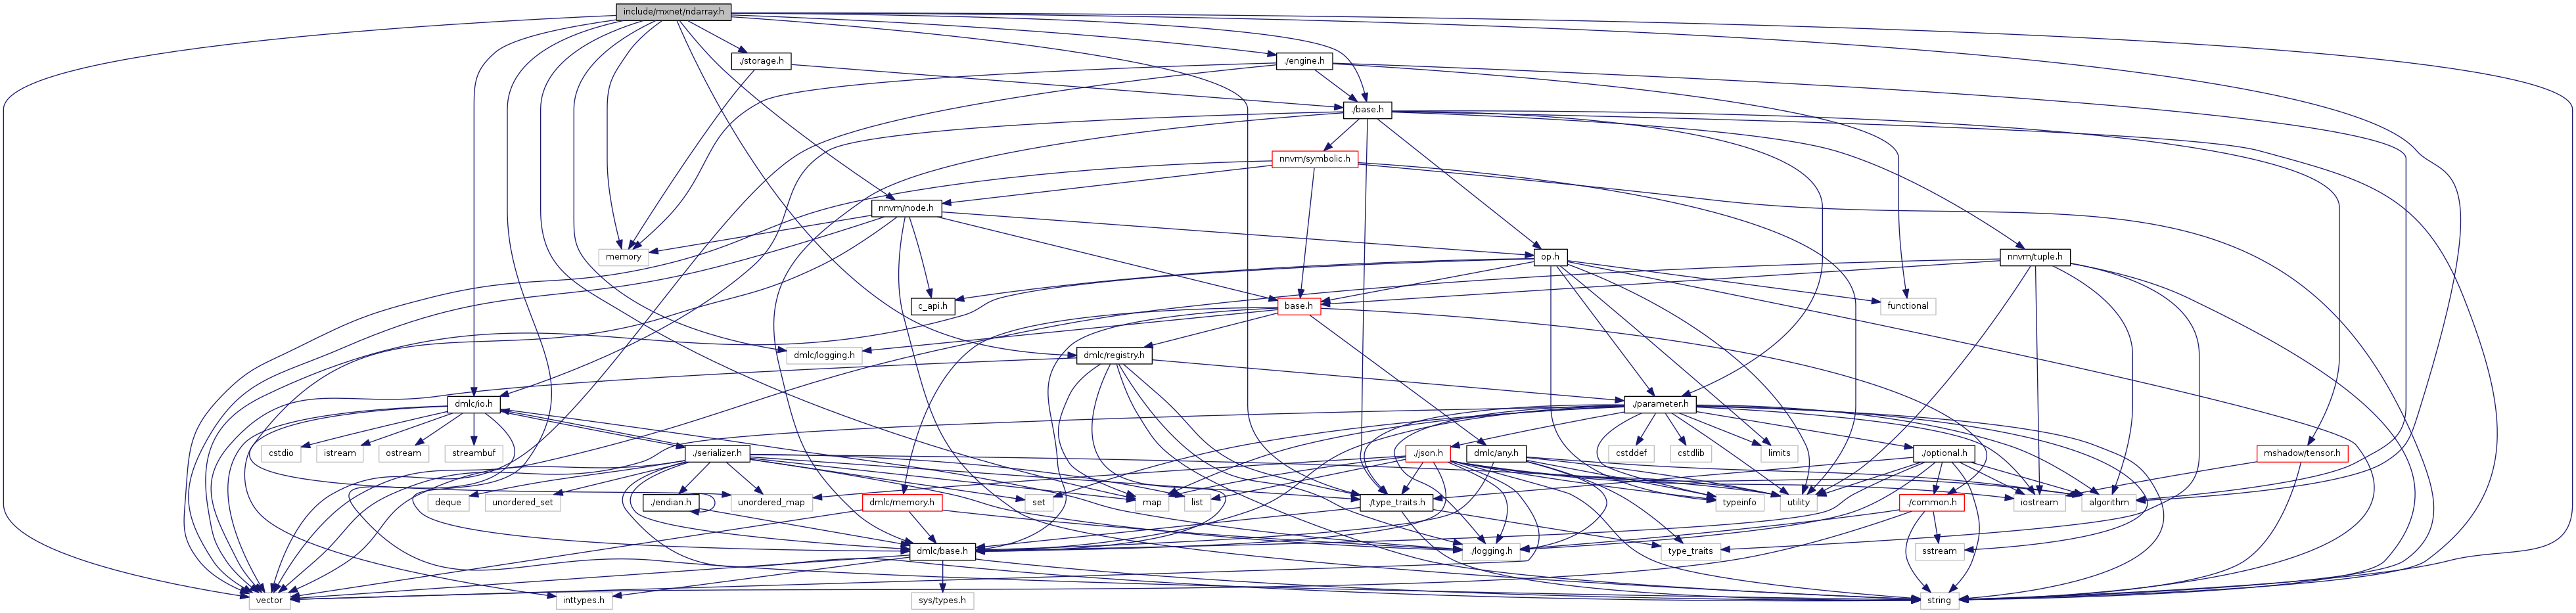 include/mxnet/ndarray.h
./storage.h
./engine.h
./base.h
nnvm/symbolic.h
nnvm/node.h
memory
op.h
nnvm/tuple.h
c_api.h
base.h
functional
dmlc/logging.h
dmlc/registry.h
dmlc/io.h
./parameter.h
cstdio
istream
ostream
streambuf
./serializer.h
cstddef
cstdlib
limits
./json.h
dmlc/any.h
./optional.h
mshadow/tensor.h
deque
unordered_set
./endian.h
unordered_map
dmlc/memory.h
set
map
list
./type_traits.h
typeinfo
utility
./common.h
iostream
algorithm
dmlc/base.h
./logging.h
type_traits
sstream
vector
inttypes.h
sys/types.h
string